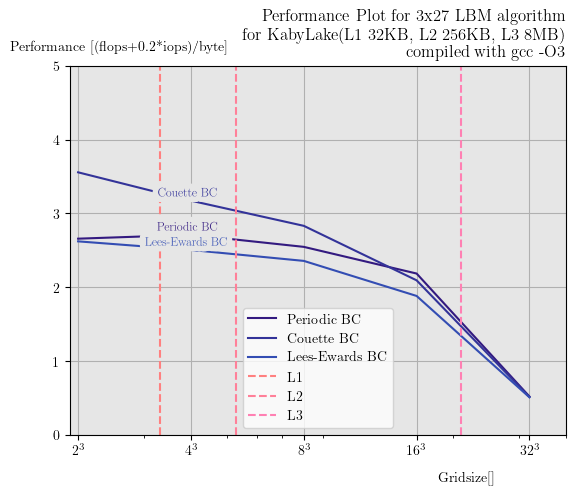 Performance Plot for 3x27 LBM algorithm
for KabyLake(L1 32KB, L2 256KB, L3 8MB)
compiled with gcc -O3
Performance [(flops+0.2*iops)/byte]
5
4
3
2
1
0
Couette BC
Periodic BC
Lees-Ewards BC
Periodic BC
Couette BC
Lees-Ewards BC
L1
L2
L3
2³ 4³ 8³ 16³ 32³
Gridsize[]